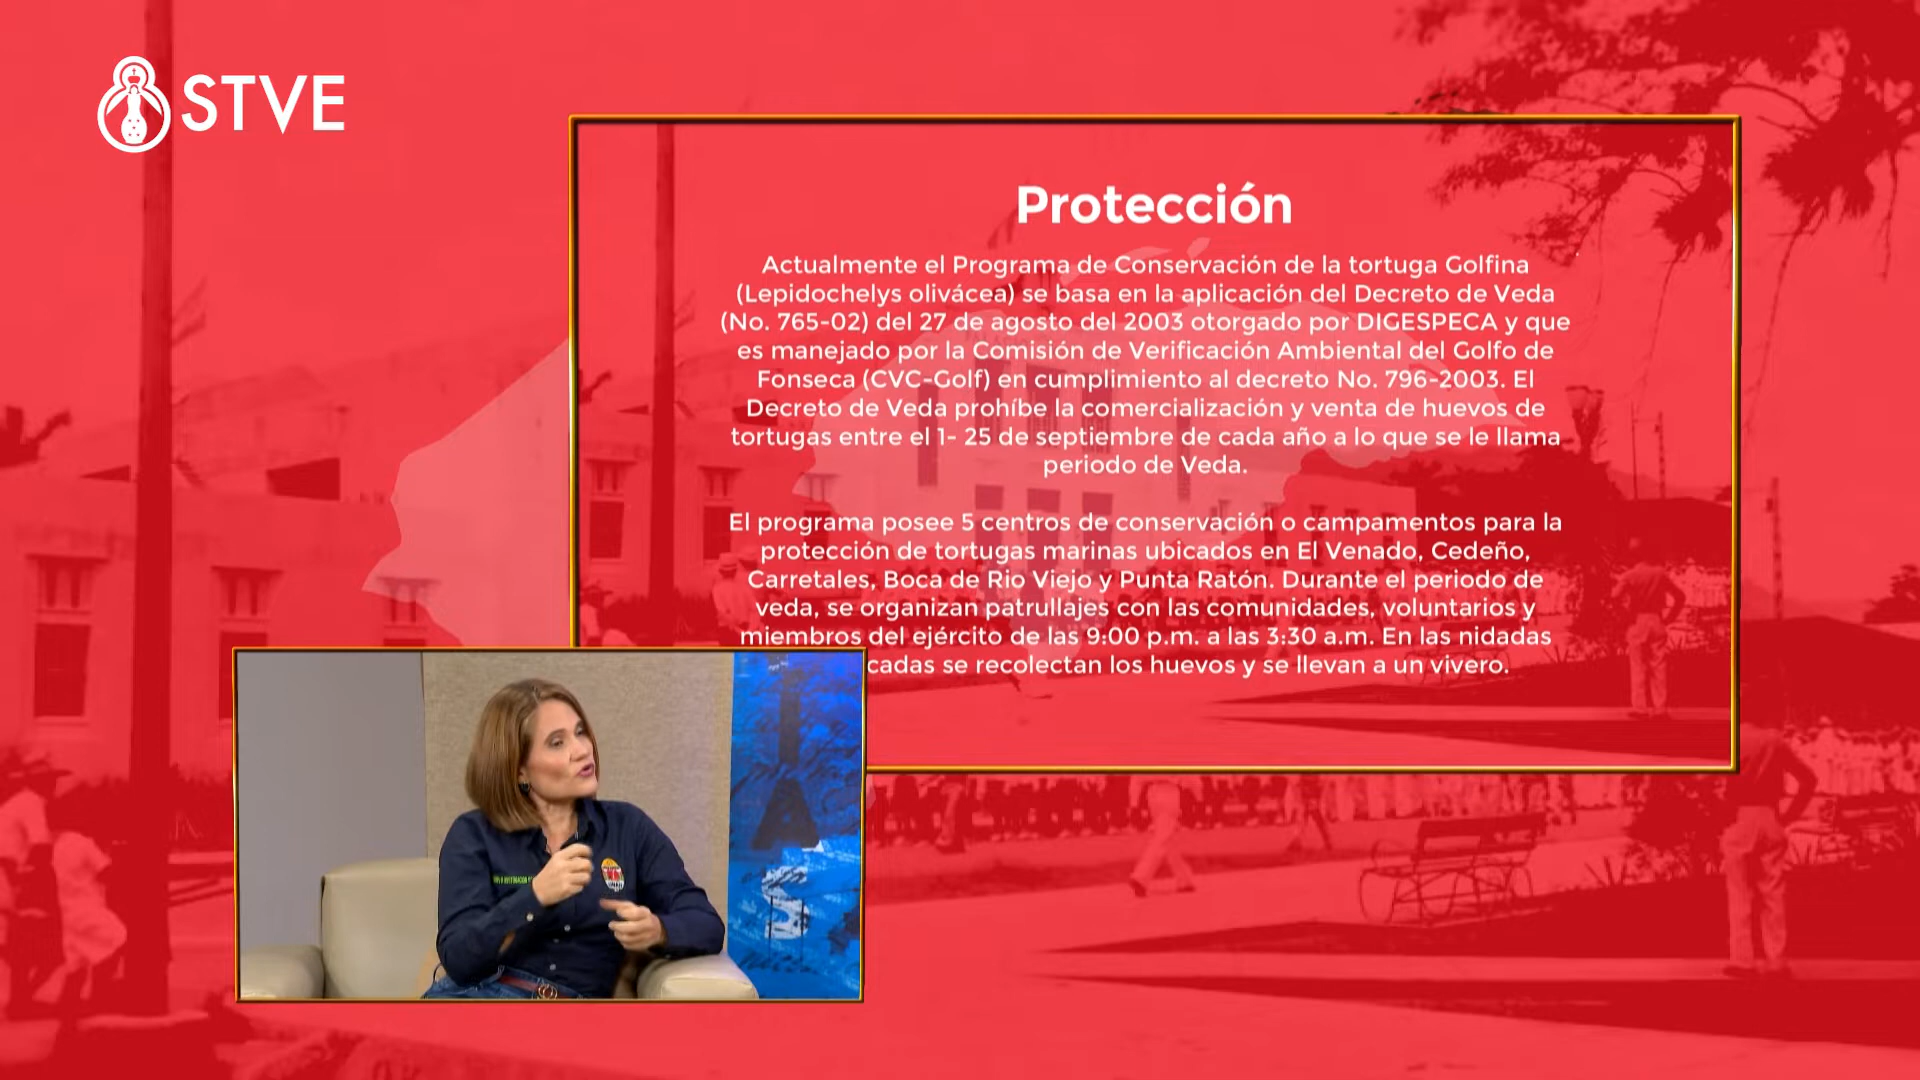 STVE
Protección
Actualmente el Programa de Conservación de la tortuga Golfina
(Lepidochelys olivácea) se basa en la aplicación del Decreto de Veda
(No. 765-02) del 27 de agosto del 2003 otorgado por DIGESPECA y que
es manejado por la Comisión de Verificación Ambiental del Golfo de
Fonseca (CVC-Golf) en cumplimiento al decreto No. 796-2003. El
Decreto de Veda prohíbe la comercialización y venta de huevos de
tortugas entre el 1- 25 de septiembre de cada año a lo que se le llama
periodo de Veda.
El programa posee 5 centros de conservación o campamentos para la
protección de tortugas marinas ubicados en El Venado, Cedeño,
Carretales, Boca de Rio Viejo y Punta Ratón. Durante el periodo de
veda, se organizan patrullajes con las comunidades, voluntarios y
miembros del ejército de las 9:00 p.m. a las 3:30 a.m. En las nidadas
cadas se recolectan los huevos y se llevan a un vivero.